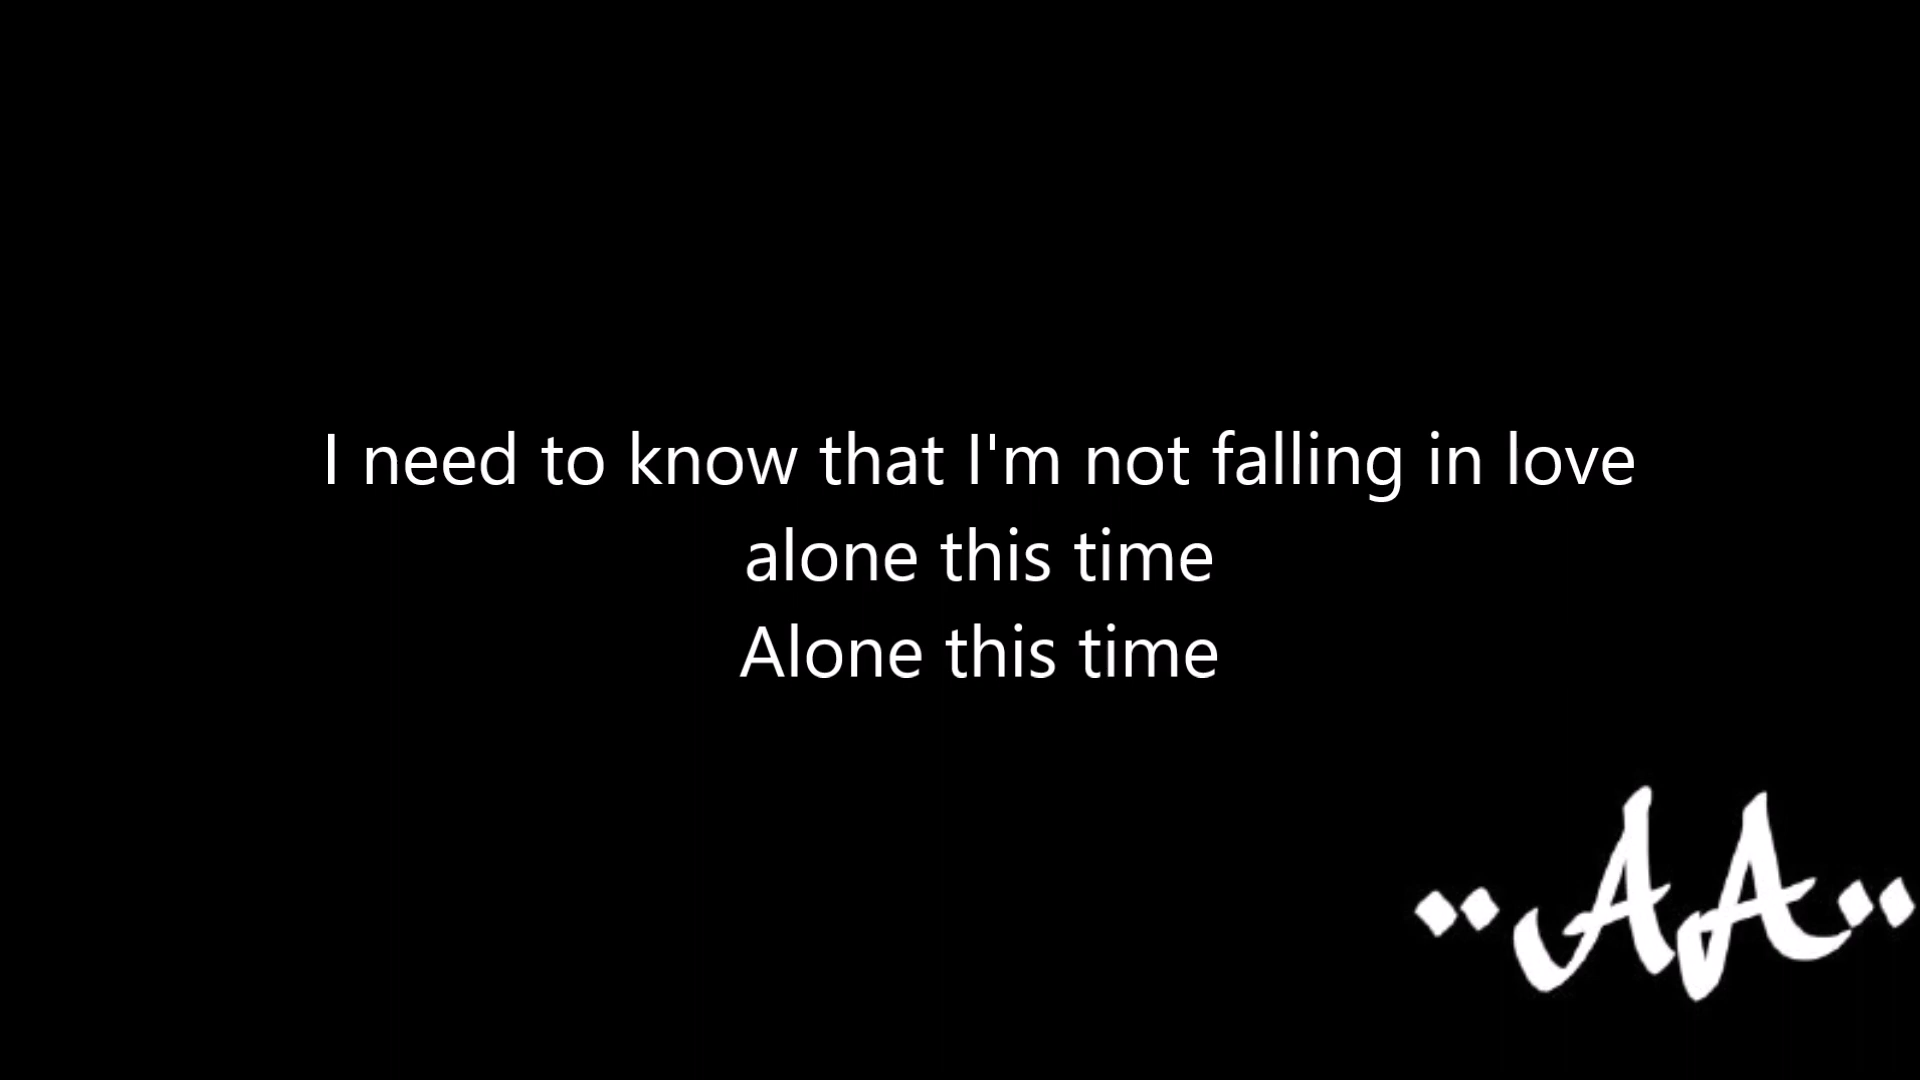 I need to know that I'm not falling in love
alone this time
Alone this time
AA